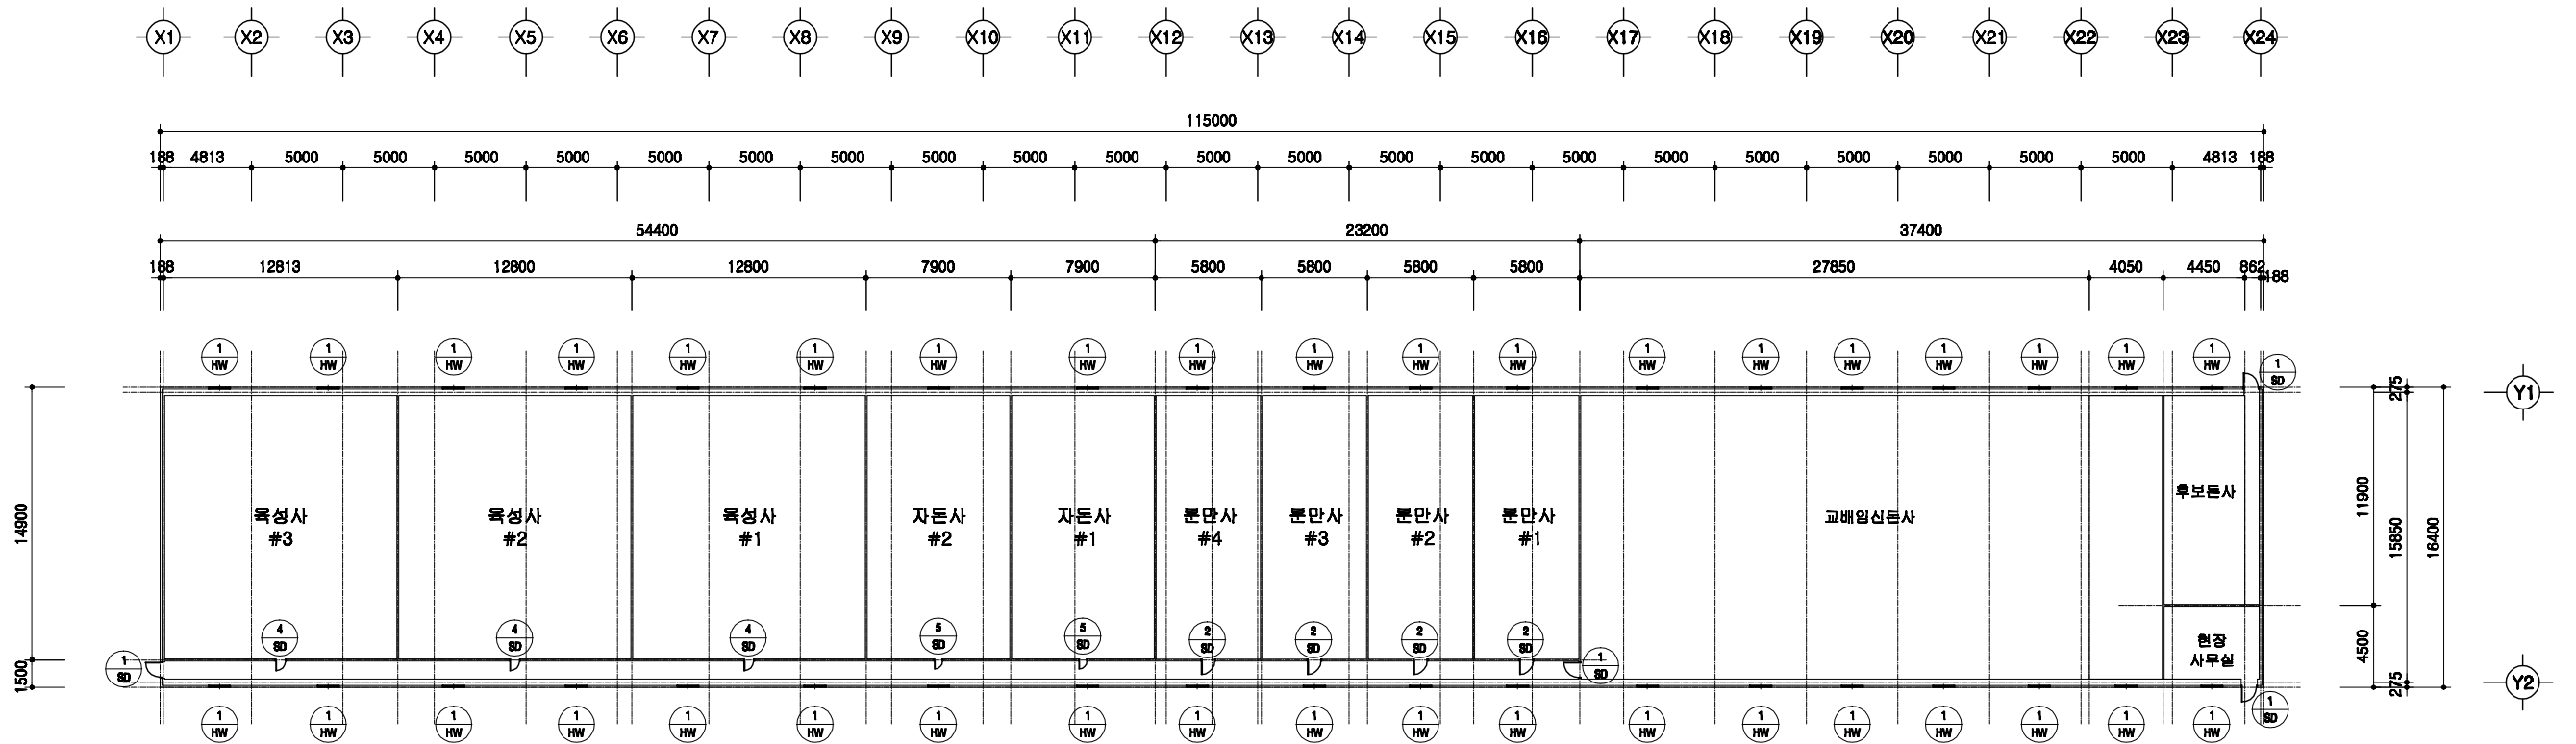 X1 X2 X3 X4 X5 X6 X7 X8 X9 X10 X11 X12 X13 X14 X15 X16 X17 X18 X19 X20 X21 X22 X23 X24
115000
188 4813 5000 5000 5000 5000 5000 5000 5000 5000 5000 5000 5000 5000 5000 5000 5000 5000 5000 5000 5000 5000 5000 4813 188
54400 23200 37400
188 12813 12800 12800 7900 7900 5800 5800 5800 5800 27850 4050 4450 862 188
1 1 1 1 1 1 1 1 1 1 1 1 1 1 1 1 1 1 1
HW HW HW HW HW HW HW HW HW HW HW HW HW HW HW HW HW HW HW
1
SD
275
Y1
14900
11900
15850
16400
후보돈사
육성사 육성사 육성사 자돈사 자돈사 분만사 분만사 분만사 분만사 교배임신돈사
#3 #2 #1 #2 #1 #4 #3 #2 #1
4 4 4 5 5 2 2 2 2
SD SD SD SD SD SD SD SD SD
현장
사무실
4500
1 1
SD SD
1500
275
Y2
1
SD
1 1 1 1 1 1 1 1 1 1 1 1 1 1 1 1 1 1 1
HW HW HW HW HW HW HW HW HW HW HW HW HW HW HW HW HW HW HW